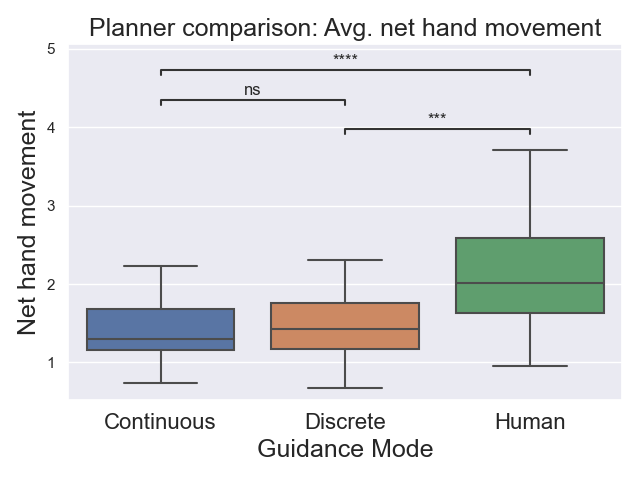 Planner comparison: Avg. net hand movement
5
4
3
2
1
Net hand movement
****
ns
***
Continuous
Discrete
Human
Guidance Mode